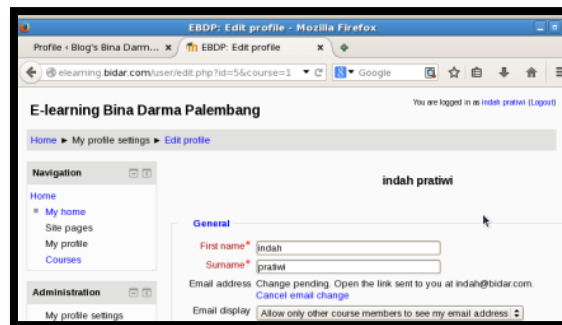 EBDP: Edit profile - Mozilla Firefox
Profile ‹ Blog's Bina Darm... x EBDP: Edit profile x
elearning.bidar.com/user/edit.php?id=5&course=1 Google
E-learning Bina Darma Palembang
You are logged in as indah pratiwi (Logout)
Home ► My profile settings ► Edit profile
Navigation
Home
My home
Site pages
My profile
Courses
Administration
My profile settings
indah pratiwi
General
First name* indah
Surname* pratiwi
Email address Change pending. Open the link sent to you at indah@bidar.com.
Cancel email change
Email display Allow only other course members to see my email address